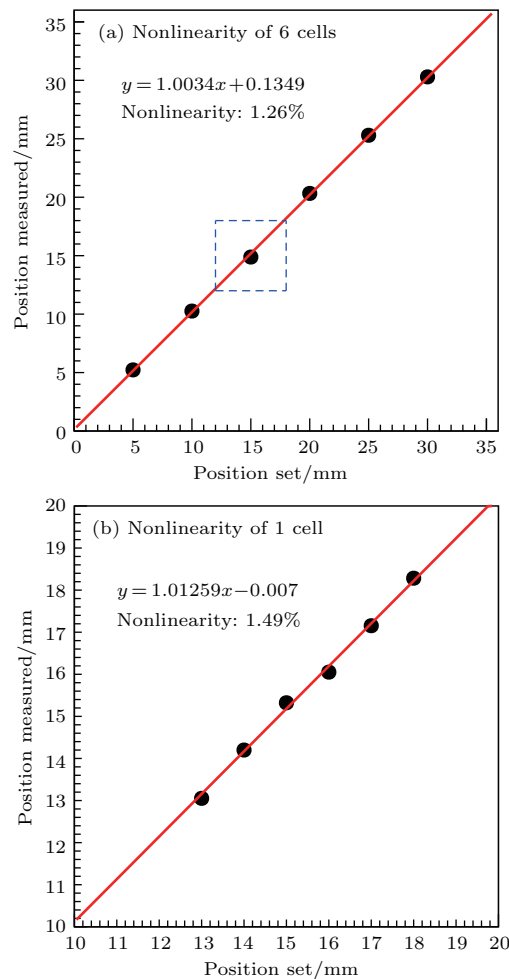 (a) Nonlinearity of 6 cells
y=1.0034x+0.1349
Nonlinearity: 1.26%
35
30
25
20
15
10
5
0
Position measured/mm
0 5 10 15 20 25 30 35
Position set/mm
(b) Nonlinearity of 1 cell
y=1.01259x−0.007
Nonlinearity: 1.49%
20
19
18
17
16
15
14
13
12
11
10
Position measured/mm
10 11 12 13 14 15 16 17 18 19 20
Position set/mm